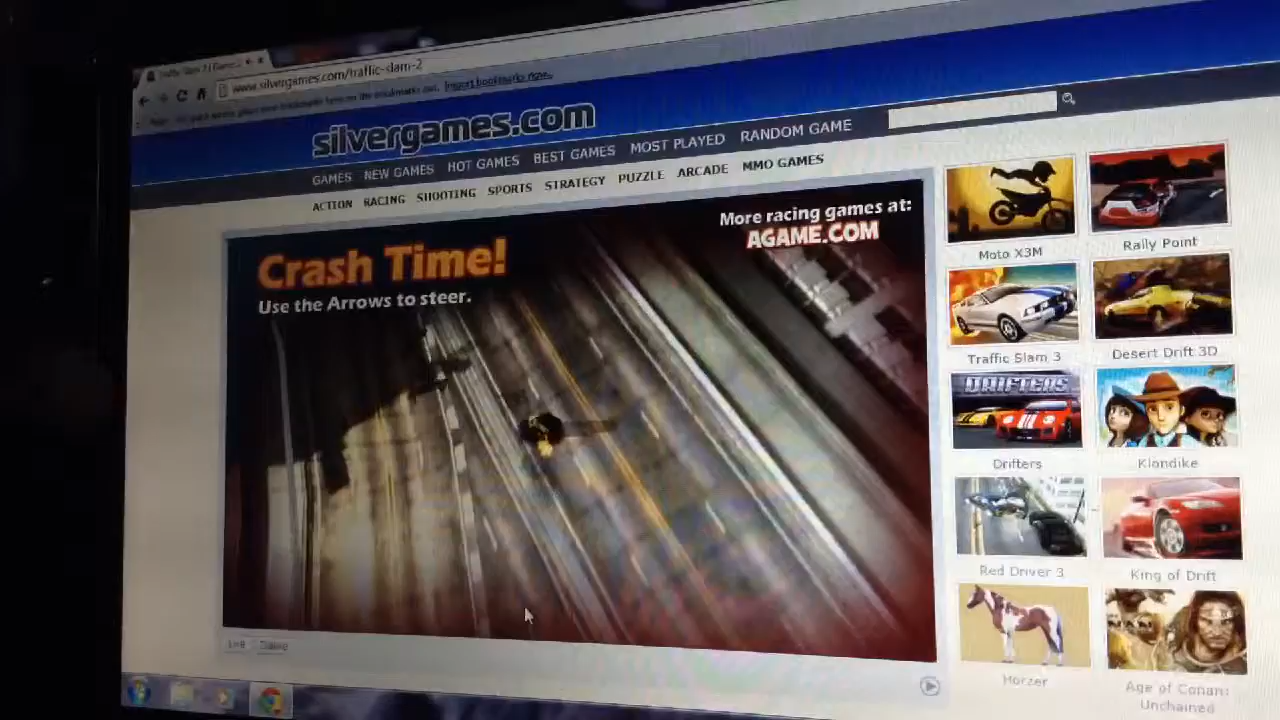 www.silvergames.com/traffic-slam-2
Import bookmarks now...
silvergames.com
GAMES NEW GAMES HOT GAMES BEST GAMES MOST PLAYED RANDOM GAME
ACTION RACING SHOOTING SPORTS STRATEGY PUZZLE ARCADE MMO GAMES
Crash Time!
Use the Arrows to steer.
More racing games at:
AGAME.COM
Moto X3M
Rally Point
Traffic Slam 3
Desert Drift 3D
DRIFTERS
Drifters
Klondike
Red Driver 3
King of Drift
Horzer
Age of Conan:
Unchained